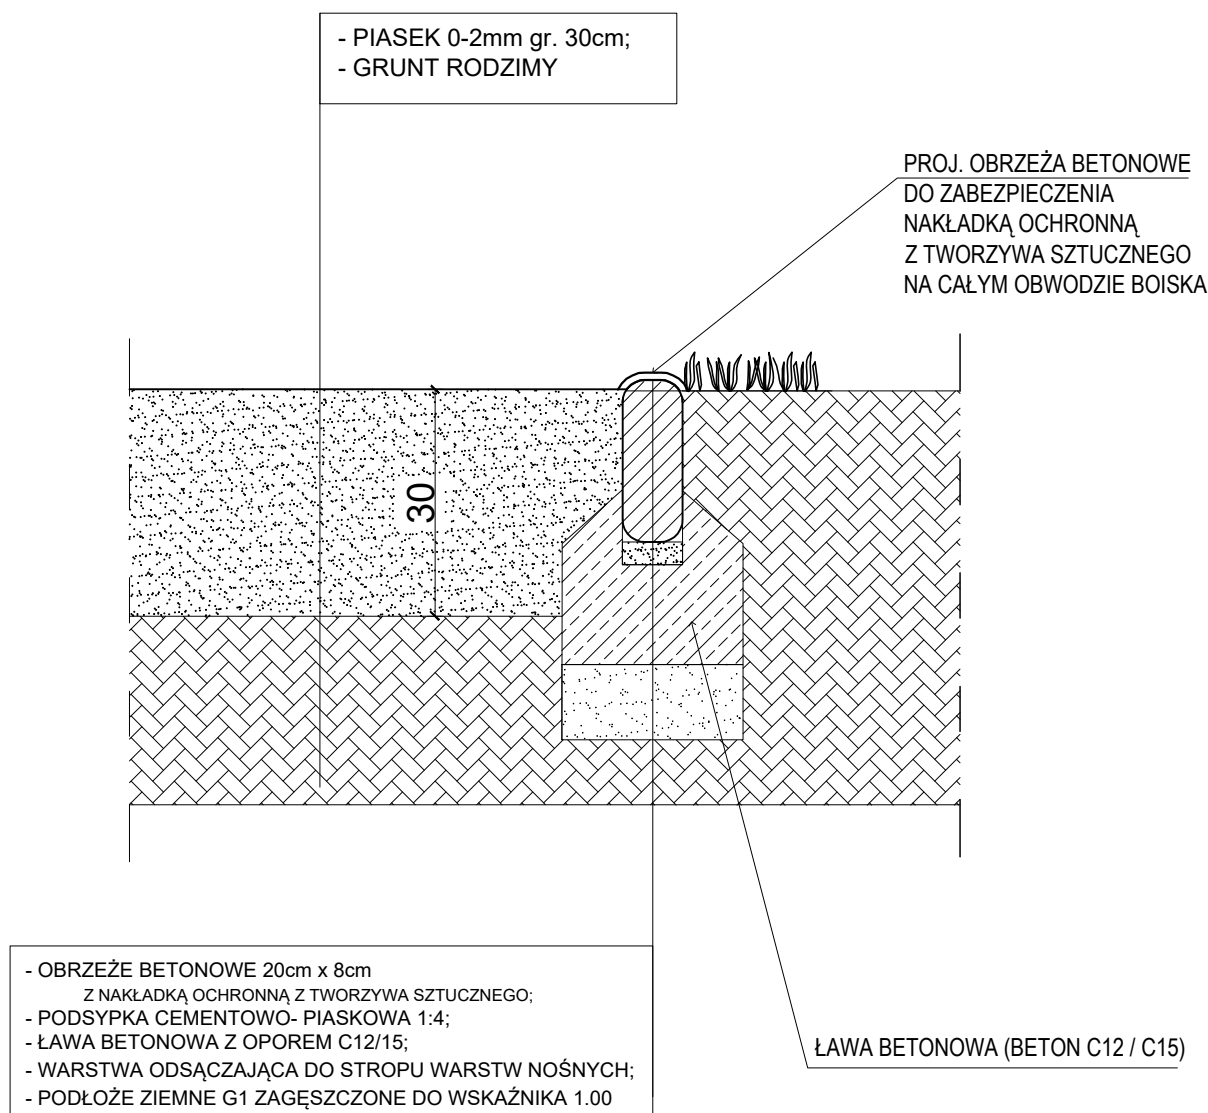 - PIASEK 0-2mm gr. 30cm;
- GRUNT RODZIMY
PROJ. OBRZEŻA BETONOWE
DO ZABEZPIECZENIA
NAKŁADKĄ OCHRONNĄ
Z TWORZYWA SZTUCZNEGO
NA CAŁYM OBWODZIE BOISKA
30
- OBRZEŻE BETONOWE 20cm x 8cm
Z NAKŁADKĄ OCHRONNĄ Z TWORZYWA SZTUCZNEGO;
- PODSYPKA CEMENTOWO- PIASKOWA 1:4;
- ŁAWA BETONOWA Z OPOREM C12/15;
- WARSTWA ODSĄCZAJĄCA DO STROPU WARSTW NOŚNYCH;
- PODŁOŻE ZIEMNE G1 ZAGĘSZCZONE DO WSKAŹNIKA 1.00
ŁAWA BETONOWA (BETON C12 / C15)